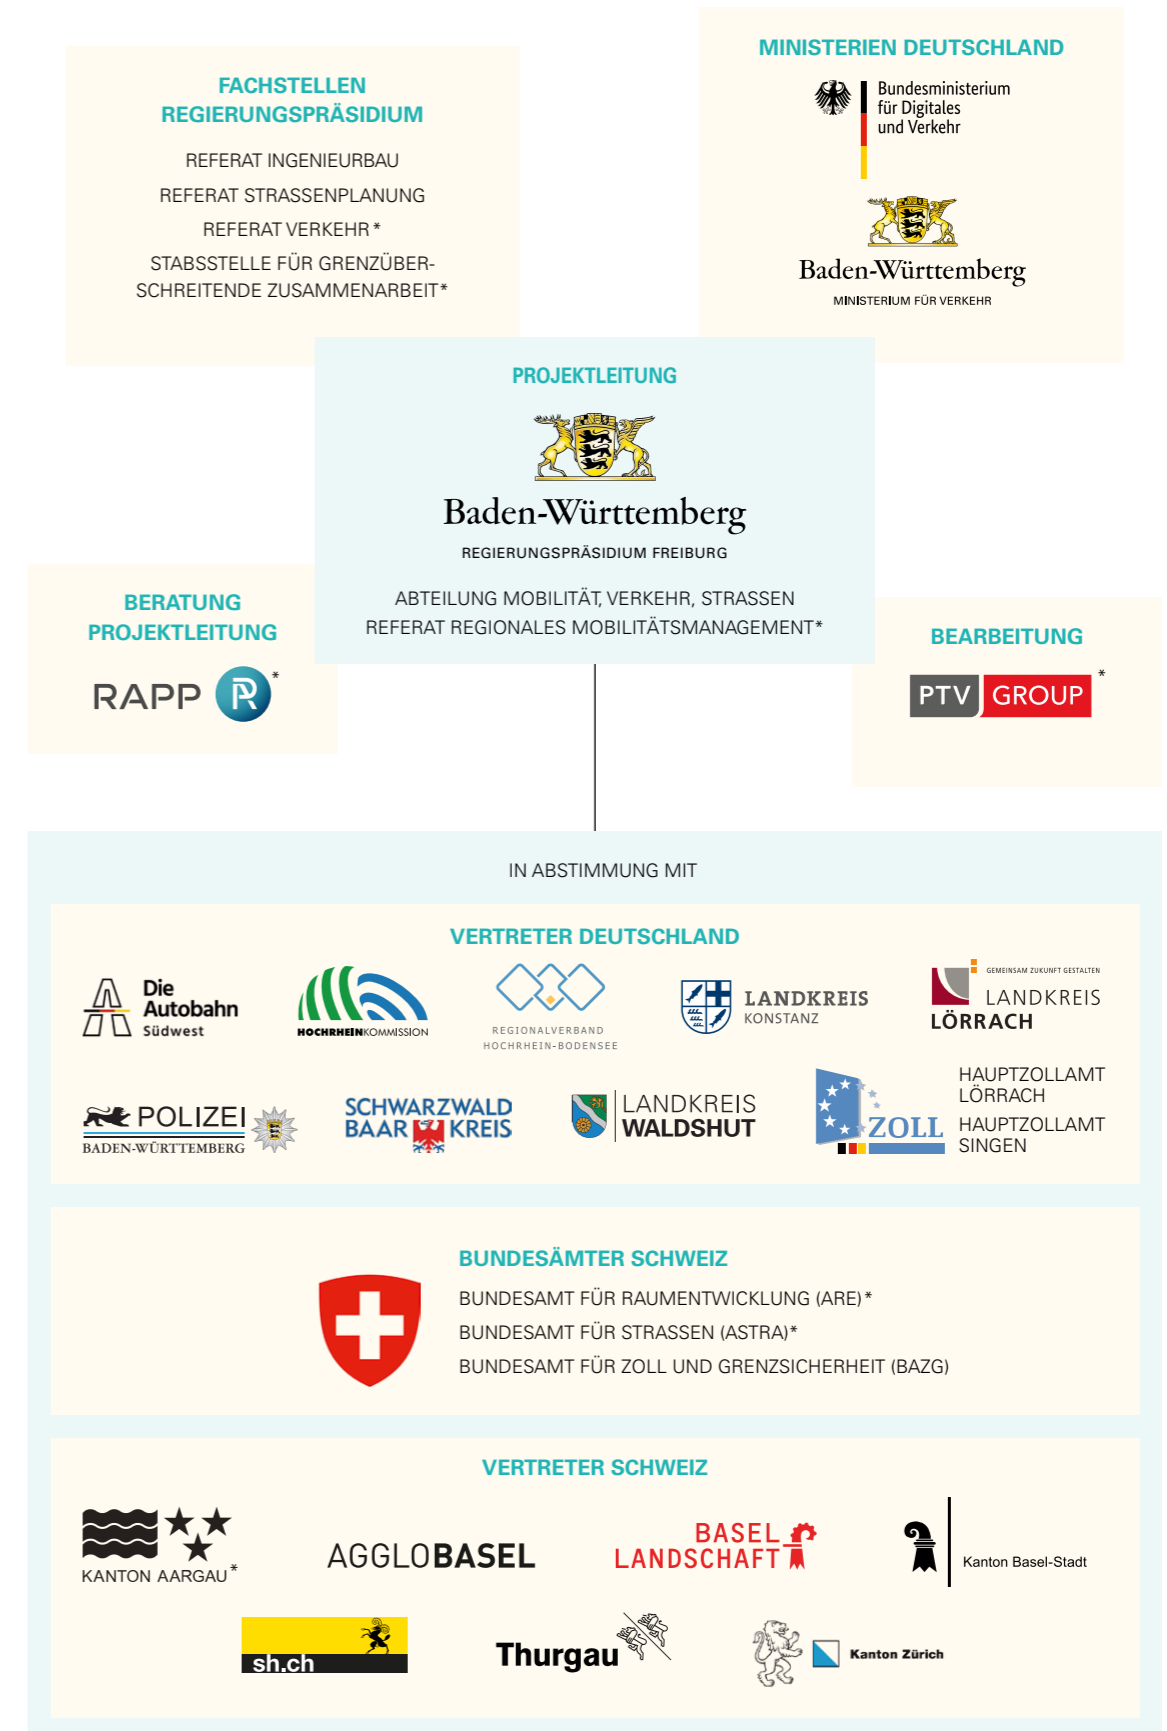 FACHSTELLEN
REGIERUNGSPRÄSIDIUM
REFERAT INGENIEURBAU
REFERAT STRASSENPLANUNG
REFERAT VERKEHR*
STABSSTELLE FÜR GRENZÜBER-
SCHREITENDE ZUSAMMENARBEIT*
MINISTERIEN DEUTSCHLAND
Bundesministerium
für Digitales
und Verkehr
Baden-Württemberg
MINISTERIUM FÜR VERKEHR
PROJEKTLEITUNG
Baden-Württemberg
REGIERUNGSPRÄSIDIUM FREIBURG
ABTEILUNG MOBILITÄT, VERKEHR, STRASSEN
REFERAT REGIONALES MOBILITÄTSMANAGEMENT*
BERATUNG
PROJEKTLEITUNG
RAPP *
BEARBEITUNG
PTV GROUP *
IN ABSTIMMUNG MIT
VERTRETER DEUTSCHLAND
Die
Autobahn
Südwest
HOCHRHEINKOMMISSION
REGIONALVERBAND
HOCHRHEIN-BODENSEE
LANDKREIS
KONSTANZ
GEMEINSAM ZUKUNFT GESTALTEN
LANDKREIS
LÖRRACH
POLIZEI
BADEN-WÜRTTEMBERG
SCHWARZWALD
BAAR KREIS
LANDKREIS
WALDSHUT
ZOLL
HAUPTZOLLAMT
LÖRRACH
HAUPTZOLLAMT
SINGEN
BUNDESÄMTER SCHWEIZ
BUNDESAMT FÜR RAUMENTWICKLUNG (ARE)*
BUNDESAMT FÜR STRASSEN (ASTRA)*
BUNDESAMT FÜR ZOLL UND GRENZSICHERHEIT (BAZG)
VERTRETER SCHWEIZ
KANTON AARGAU*
AGGLOBASEL
BASEL
LANDSCHAFT
Kanton Basel-Stadt
sh.ch
Thurgau
Kanton Zürich